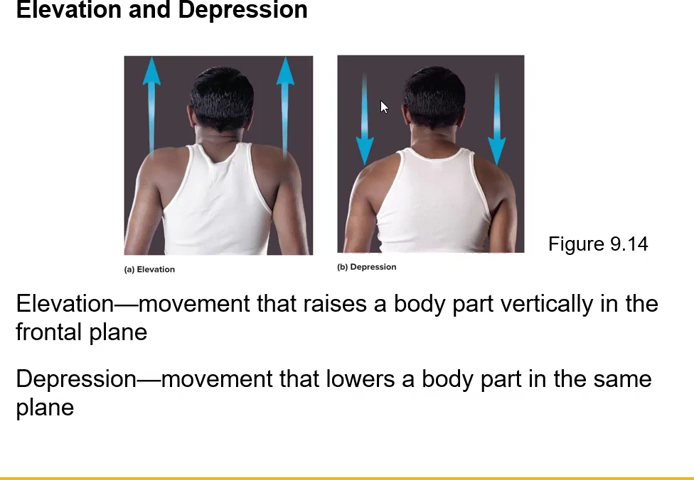 Elevation and Depression
(a) Elevation
(b) Depression
Figure 9.14
Elevation—movement that raises a body part vertically in the
frontal plane
Depression—movement that lowers a body part in the same
plane